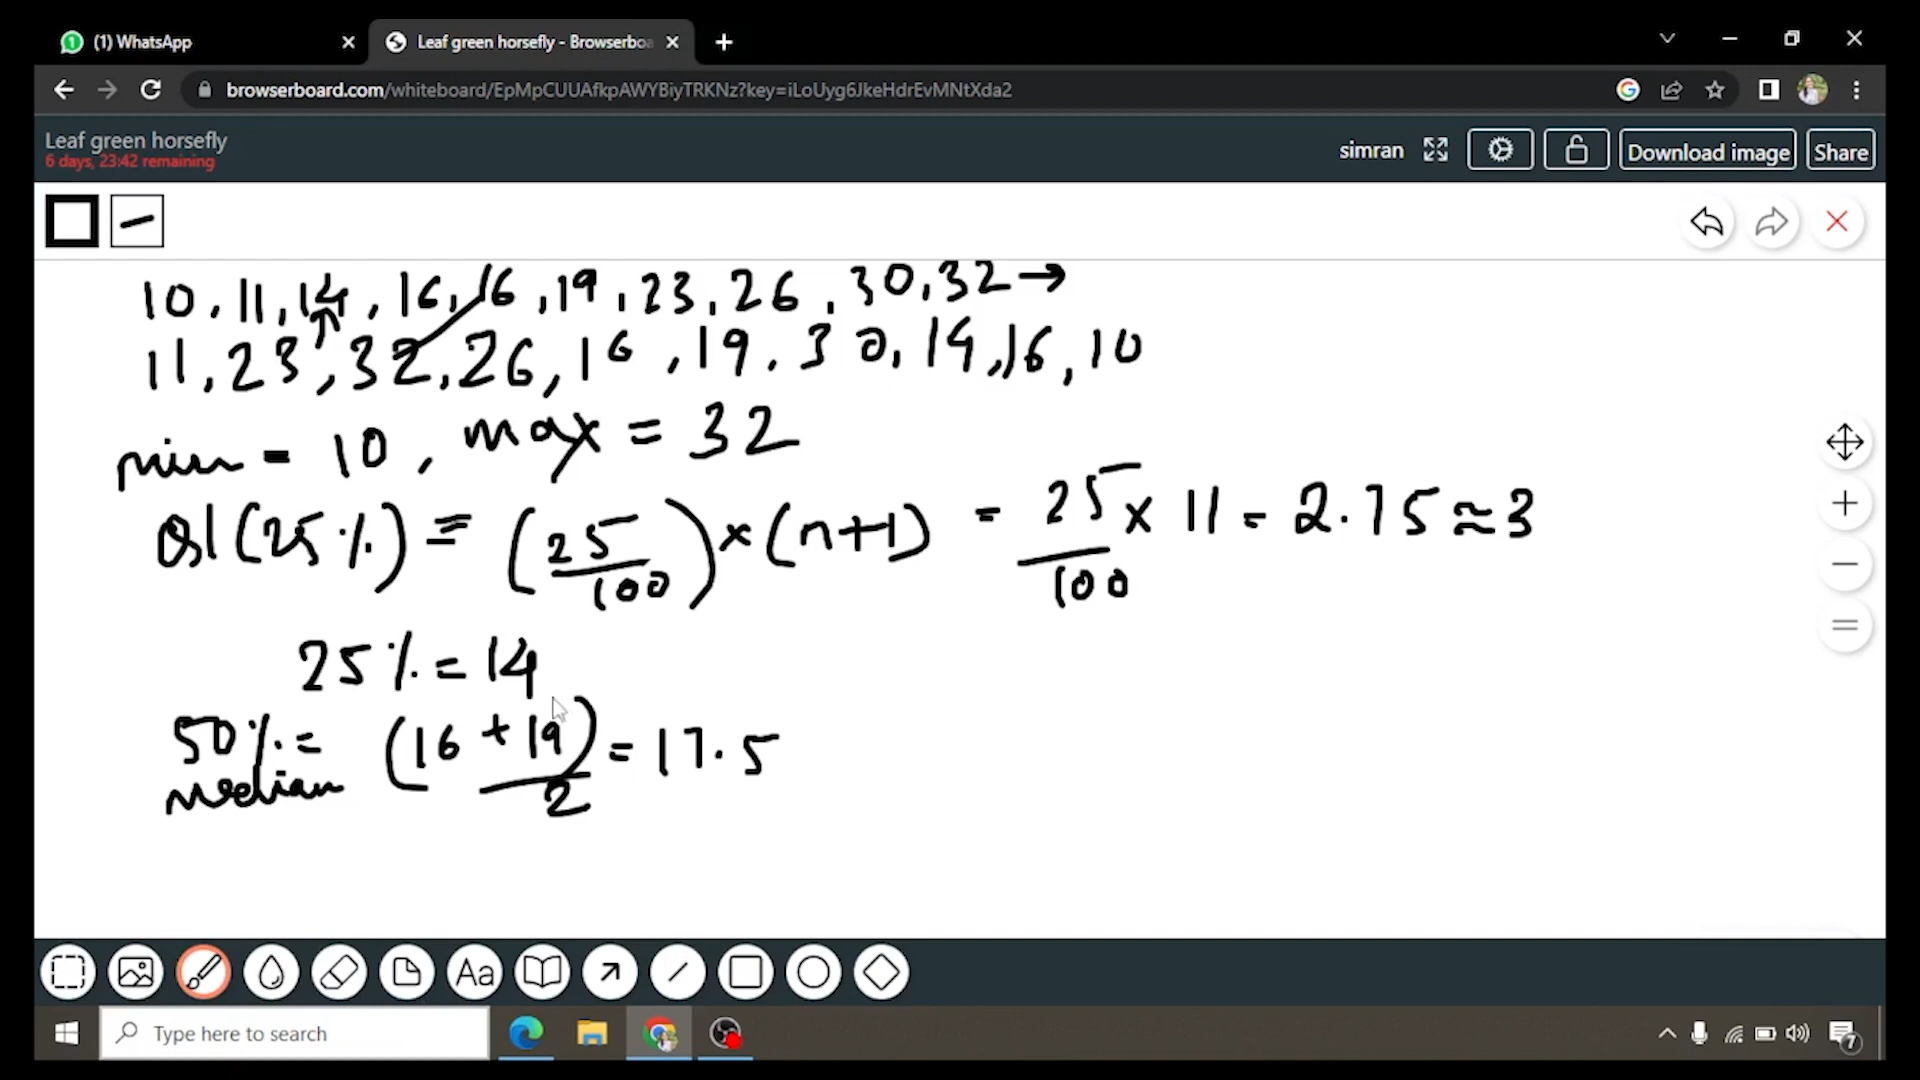 (1) WhatsApp
Leaf green horsefly - Browserboa
browserboard.com/whiteboard/EpMpCUUAfkpAWYBiyTRKNz?key=iLoUyg6JkeHdrEvMNtXda2
Leaf green horsefly
6 days, 23:42 remaining
simran
Download image
Share
10, 11, 14, 16, 16, 19, 23, 26, 30, 32 →
11, 23, 32, 26, 16, 19, 30, 14, 16, 10
min = 10, max = 32
Q1 (25%) = (25/100) × (n+1) = 25/100 × 11 = 2.75 ≈ 3
25% = 14
50% = (16 + 19)/2 = 17.5
median
Aa
Type here to search
7